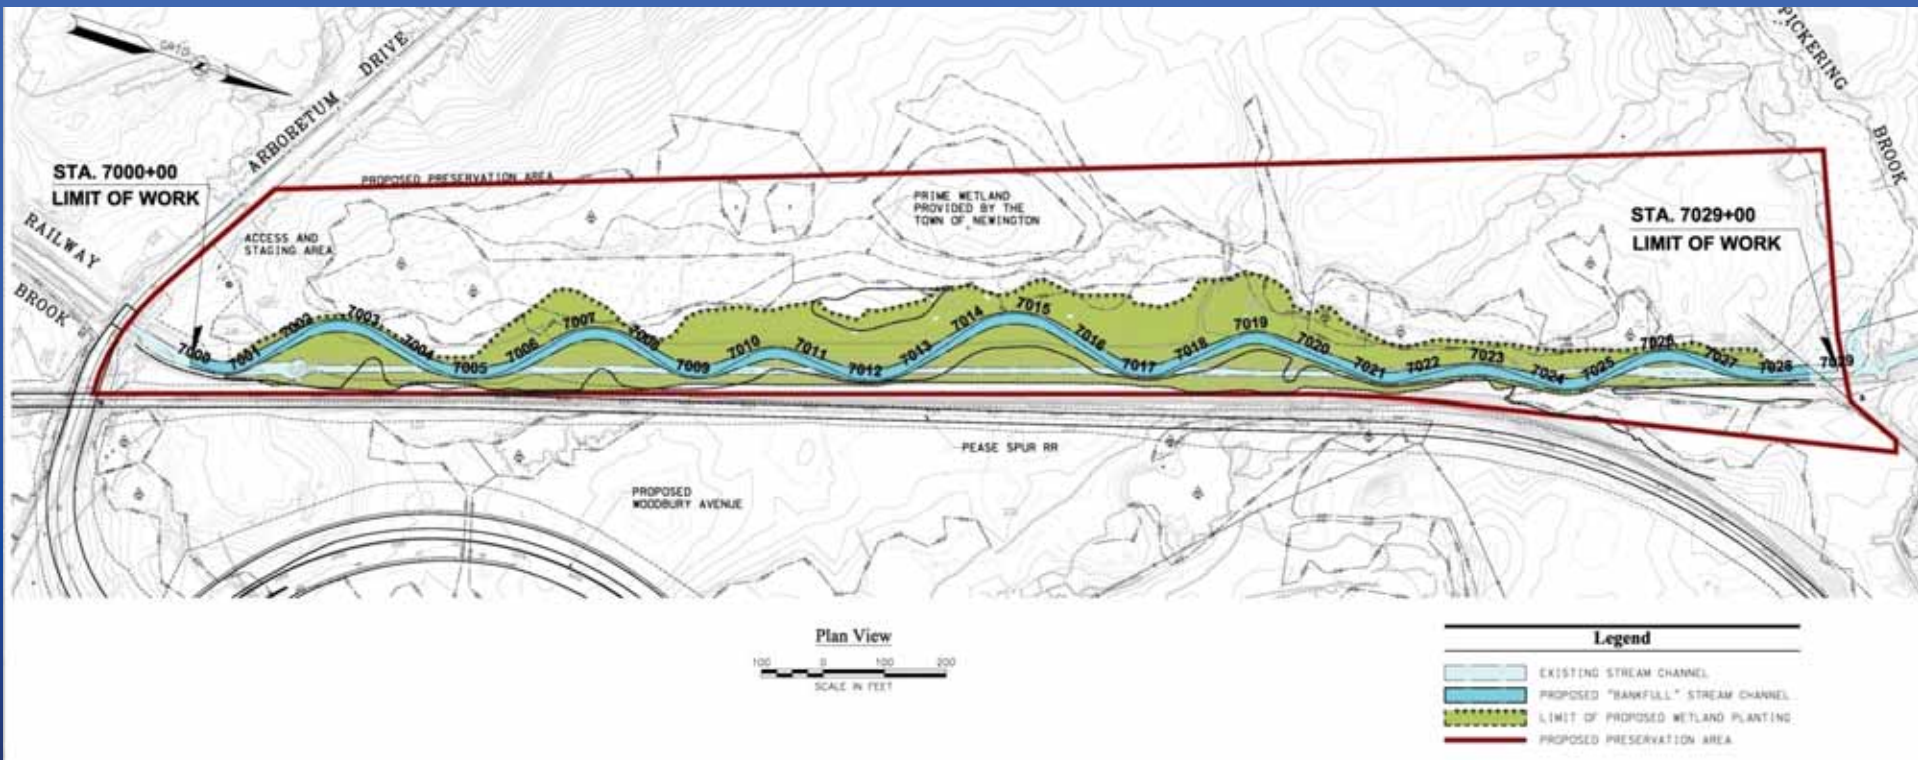 GRID
ARBORETUM DRIVE
PICKERING BROOK
STA. 7000+00
LIMIT OF WORK
RAILWAY
BROOK
ACCESS AND
STAGING AREA
PROPOSED PRESERVATION AREA
PRIME WETLAND
PROVIDED BY THE
TOWN OF NEWINGTON
STA. 7029+00
LIMIT OF WORK
7000
7001
7002
7003
7004
7005
7006
7007
7008
7009
7010
7011
7012
7013
7014
7015
7016
7017
7018
7019
7020
7021
7022
7023
7024
7025
7026
7027
7028
7029
PEASE SPUR RR
PROPOSED
WOODBURY AVENUE
Plan View
100 0 100 200
SCALE IN FEET
Legend
EXISTING STREAM CHANNEL
PROPOSED "BANKFULL" STREAM CHANNEL
LIMIT OF PROPOSED WETLAND PLANTING
PROPOSED PRESERVATION AREA